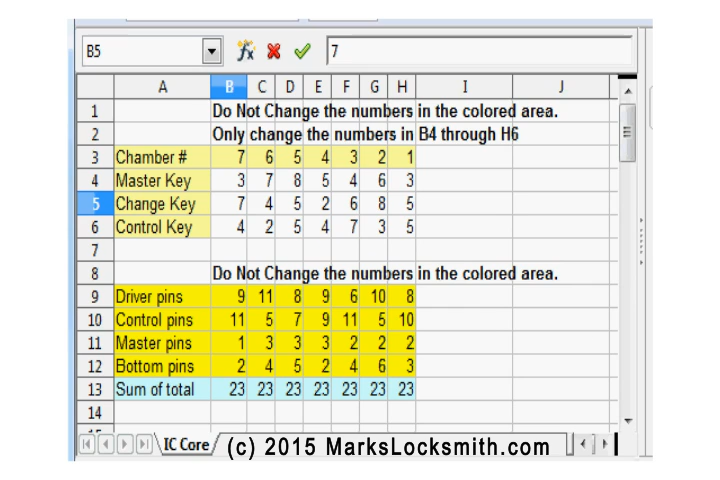 B5 7
A B C D E F G H I J
1 Do Not Change the numbers in the colored area.
2 Only change the numbers in B4 through H6
3 Chamber # 7 6 5 4 3 2 1
4 Master Key 3 7 8 5 4 6 3
5 Change Key 7 4 5 2 6 8 5
6 Control Key 4 2 5 4 7 3 5
7
8 Do Not Change the numbers in the colored area.
9 Driver pins 9 11 8 9 6 10 8
10 Control pins 11 5 7 9 11 5 10
11 Master pins 1 3 3 3 2 2 2
12 Bottom pins 2 4 5 2 4 6 3
13 Sum of total 23 23 23 23 23 23 23
14
IC Core (c) 2015 MarksLocksmith.com